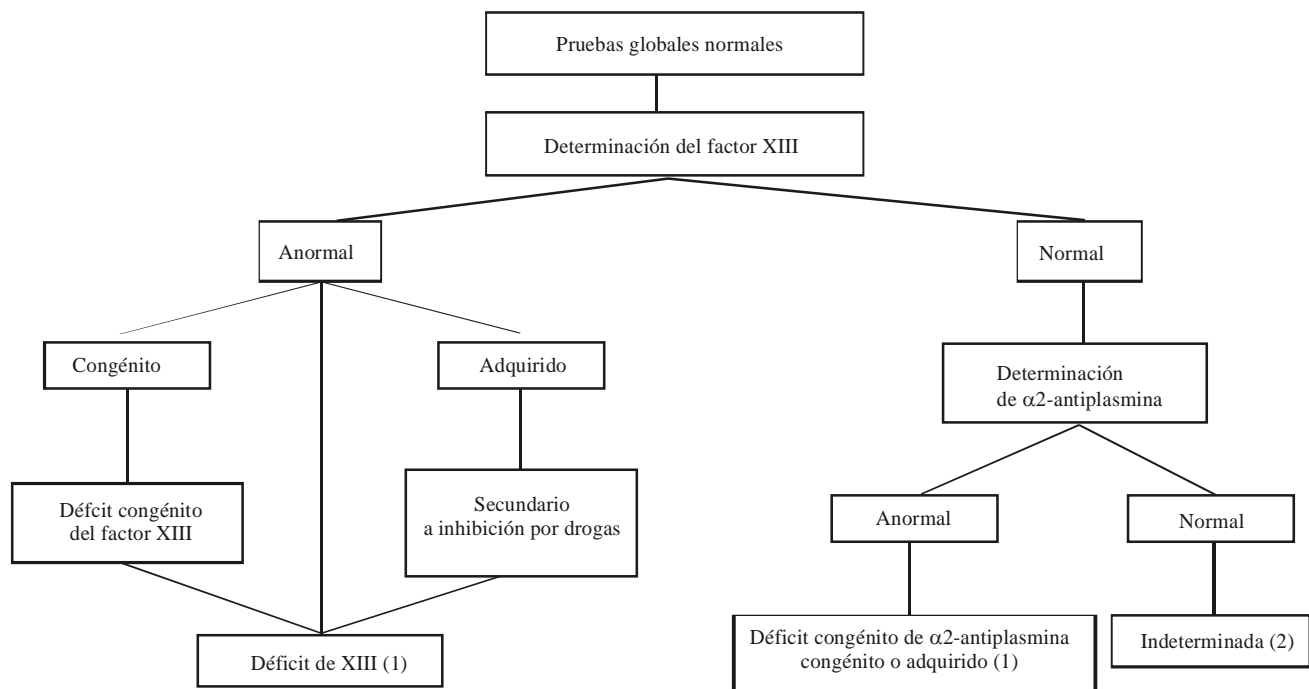 Pruebas globales normales
Determinación del factor XIII
Anormal
Normal
Congénito
Adquirido
Determinación
de α2-antiplasmina
Défcit congénito
del factor XIII
Secundario
a inhibición por drogas
Anormal
Normal
Déficit de XIII (1)
Déficit congénito de α2-antiplasmina
congénito o adquirido (1)
Indeterminada (2)